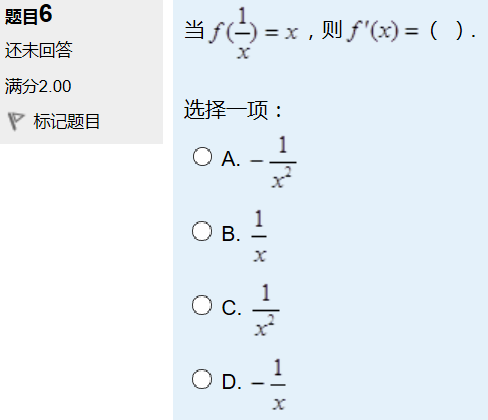 题目6
还未回答
满分2.00
标记题目
当 f(1/x) = x，则 f'(x) = （ ）.
选择一项：
A. -1/x²
B. 1/x
C. 1/x²
D. -1/x